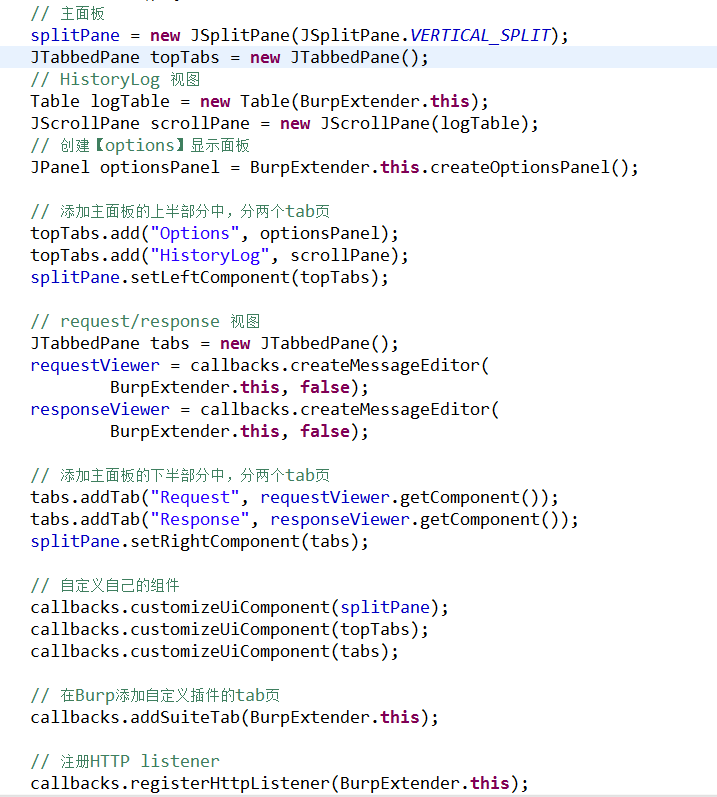 // 主面板
splitPane = new JSplitPane(JSplitPane.VERTICAL_SPLIT);
JTabbedPane topTabs = new JTabbedPane();
// HistoryLog 视图
Table logTable = new Table(BurpExtender.this);
JScrollPane scrollPane = new JScrollPane(logTable);
// 创建【options】显示面板
JPanel optionsPanel = BurpExtender.this.createOptionsPanel();

// 添加主面板的上半部分中，分两个tab页
topTabs.add("Options", optionsPanel);
topTabs.add("HistoryLog", scrollPane);
splitPane.setLeftComponent(topTabs);

// request/response 视图
JTabbedPane tabs = new JTabbedPane();
requestViewer = callbacks.createMessageEditor(
        BurpExtender.this, false);
responseViewer = callbacks.createMessageEditor(
        BurpExtender.this, false);

// 添加主面板的下半部分中，分两个tab页
tabs.addTab("Request", requestViewer.getComponent());
tabs.addTab("Response", responseViewer.getComponent());
splitPane.setRightComponent(tabs);

// 自定义自己的组件
callbacks.customizeUiComponent(splitPane);
callbacks.customizeUiComponent(topTabs);
callbacks.customizeUiComponent(tabs);

// 在Burp添加自定义插件的tab页
callbacks.addSuiteTab(BurpExtender.this);

// 注册HTTP listener
callbacks.registerHttpListener(BurpExtender.this);